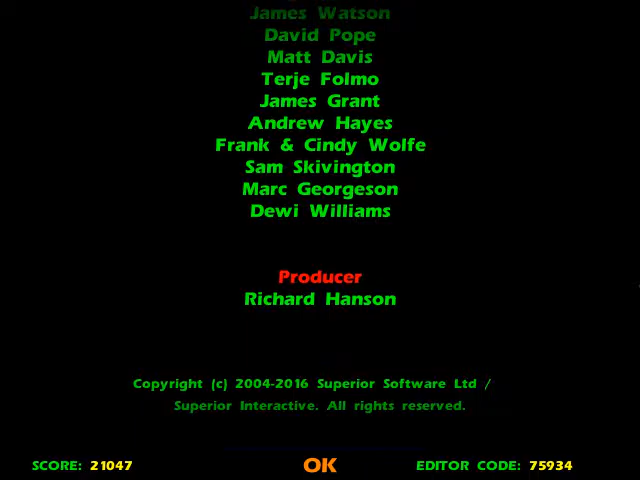 James Watson
David Pope
Matt Davis
Terje Folmo
James Grant
Andrew Hayes
Frank & Cindy Wolfe
Sam Skivington
Marc Georgeson
Dewi Williams
Producer
Richard Hanson
Copyright (c) 2004-2016 Superior Software Ltd /
Superior Interactive. All rights reserved.
SCORE: 21047 OK EDITOR CODE: 75934